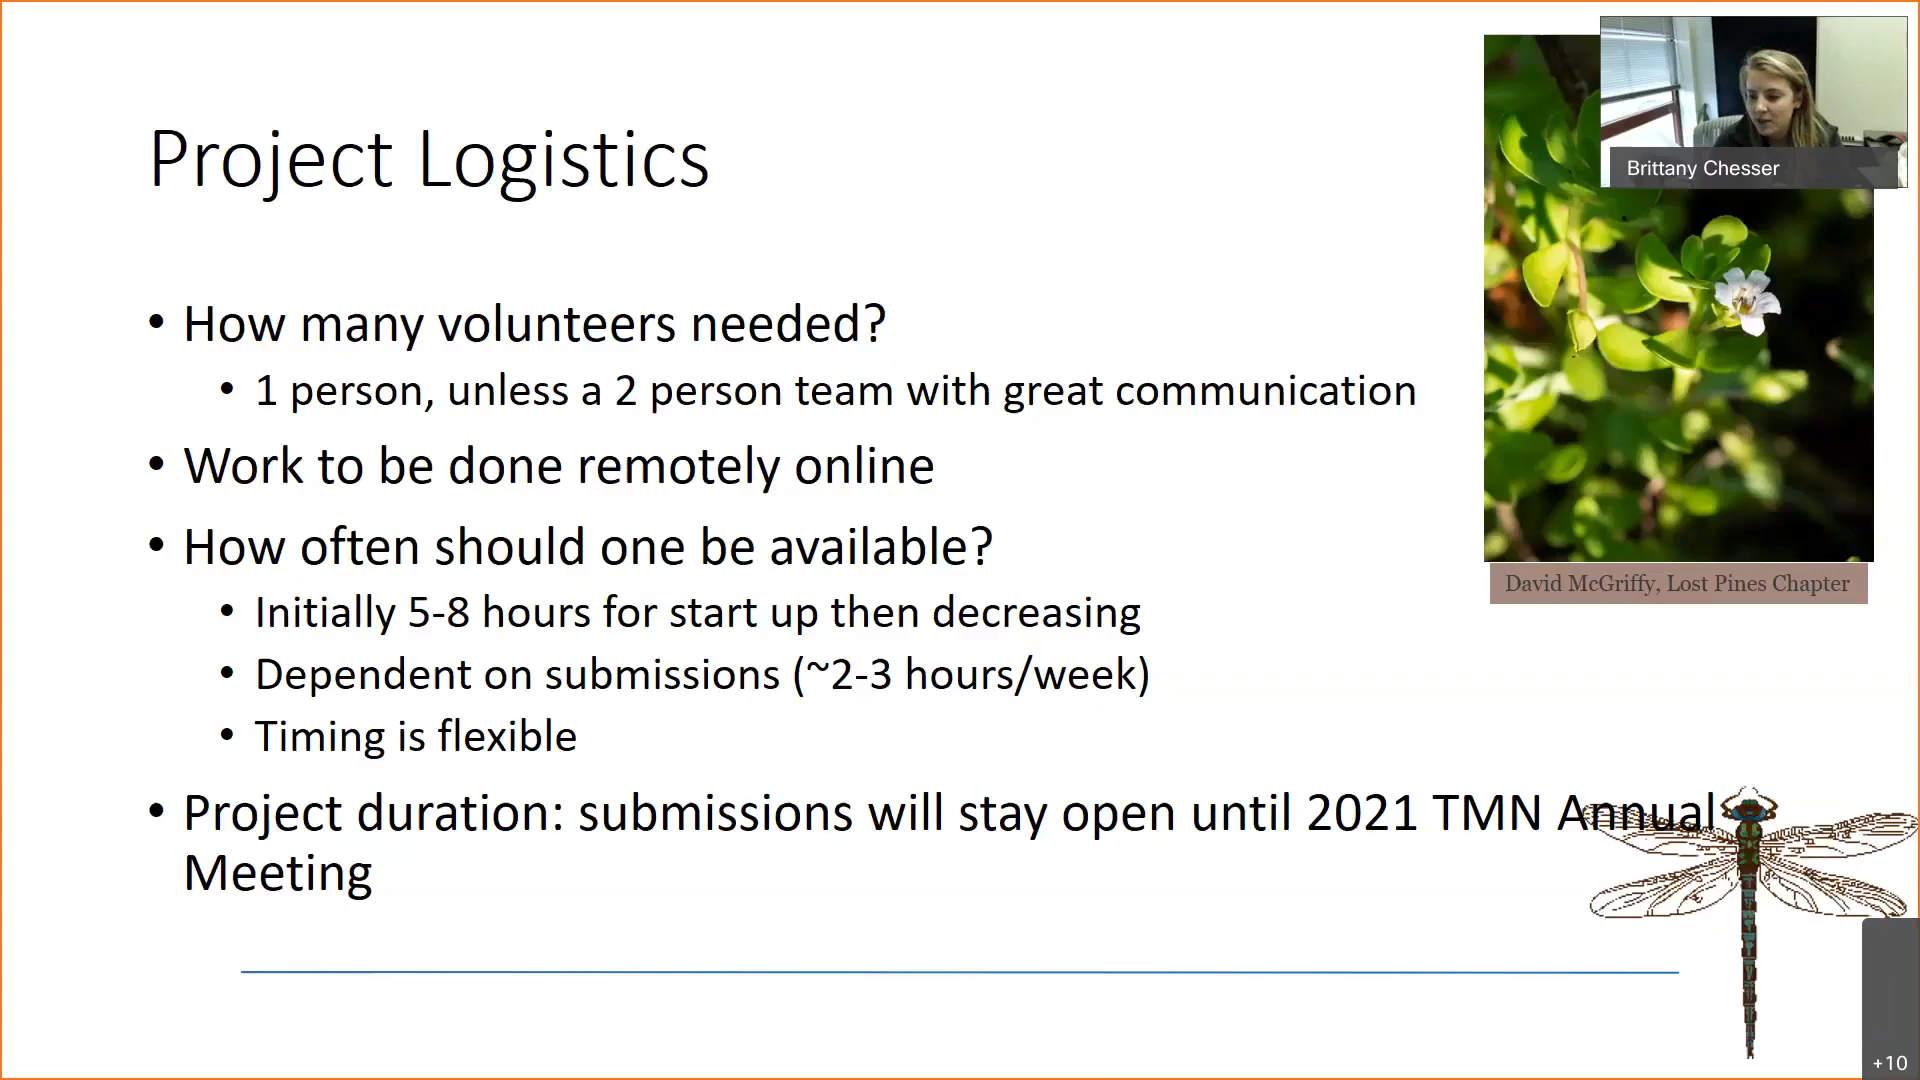 Project Logistics
• How many volunteers needed?
• 1 person, unless a 2 person team with great communication
• Work to be done remotely online
• How often should one be available?
• Initially 5-8 hours for start up then decreasing
• Dependent on submissions (~2-3 hours/week)
• Timing is flexible
• Project duration: submissions will stay open until 2021 TMN Annual
Meeting
Brittany Chesser
David McGriffy, Lost Pines Chapter
+10